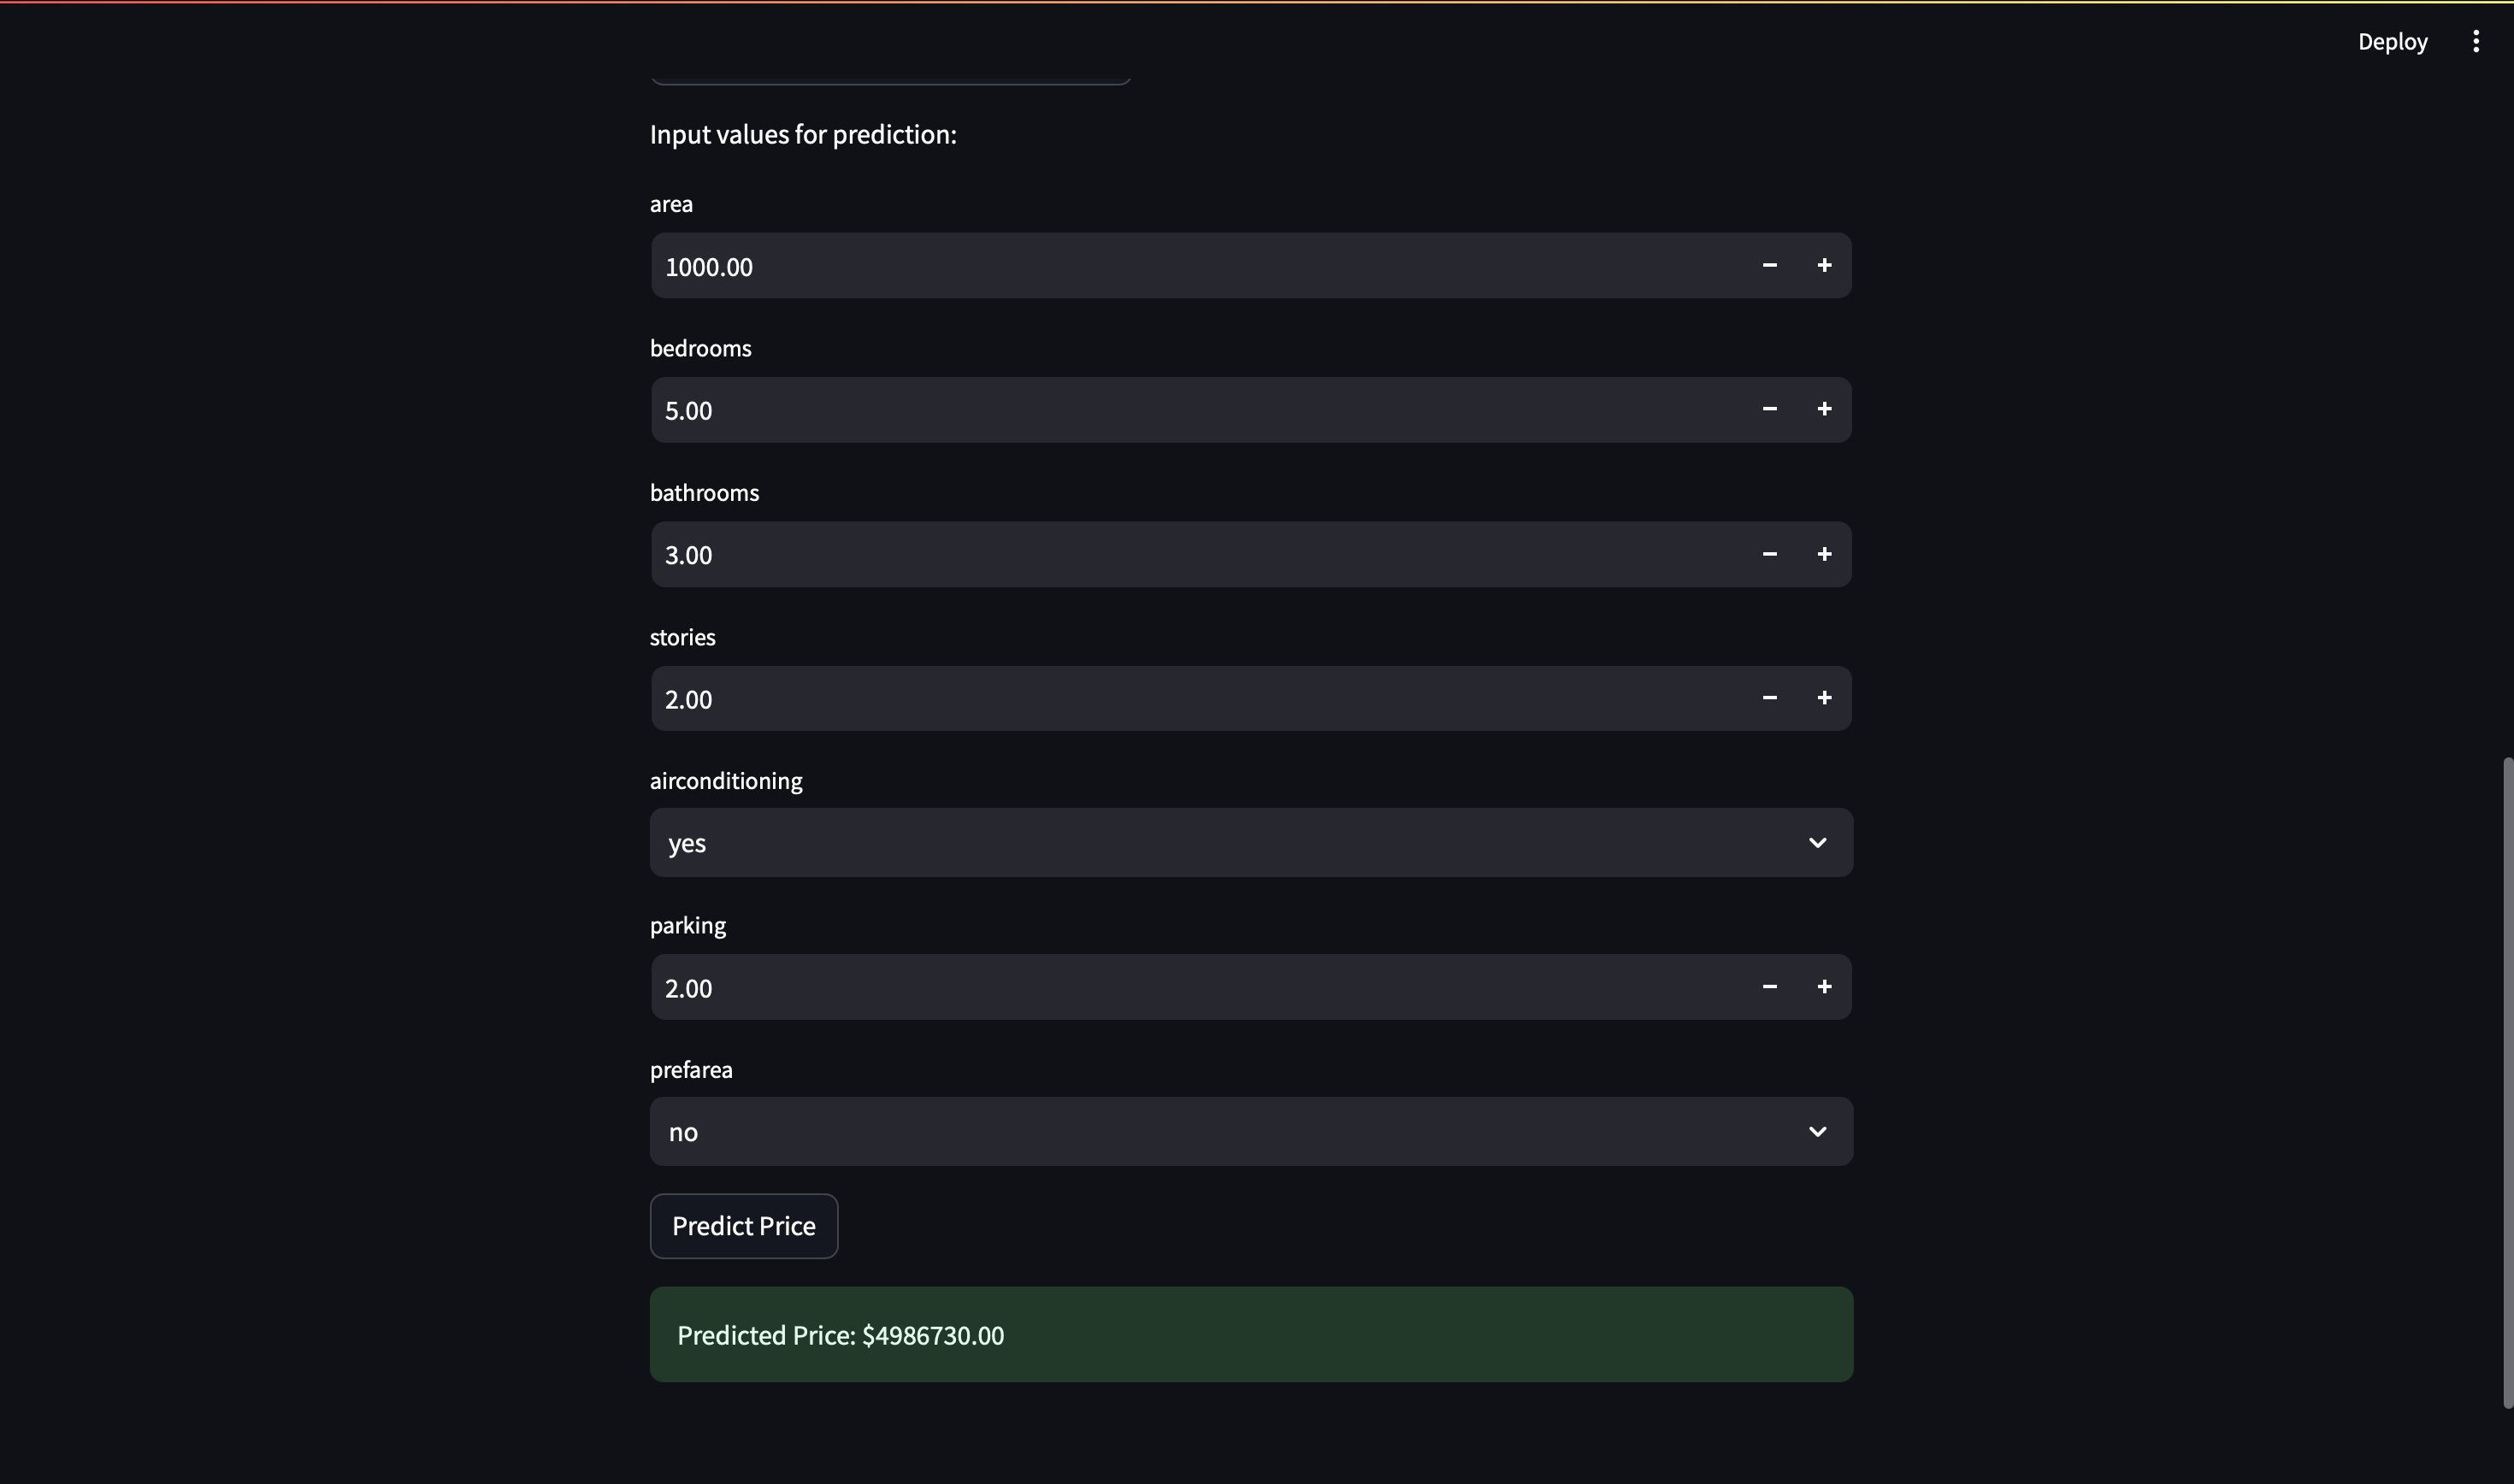 Deploy
Input values for prediction:
area
1000.00
bedrooms
5.00
bathrooms
3.00
stories
2.00
airconditioning
yes
parking
2.00
prefarea
no
Predict Price
Predicted Price: $4986730.00